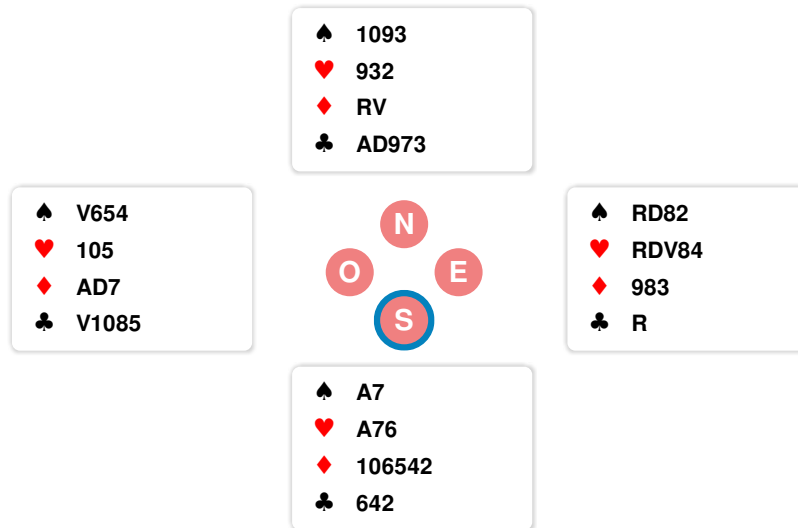 ♠ 1093
♥ 932
♦ RV
♣ AD973
♠ V654
♥ 105
♦ AD7
♣ V1085
N
O E
S
♠ RD82
♥ RDV84
♦ 983
♣ R
♠ A7
♥ A76
♦ 106542
♣ 642